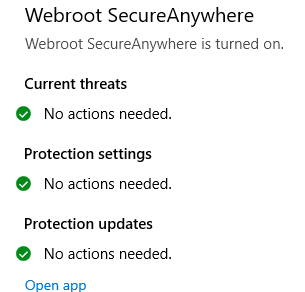 Webroot SecureAnywhere
Webroot SecureAnywhere is turned on.
Current threats
No actions needed.
Protection settings
No actions needed.
Protection updates
No actions needed.
Open app